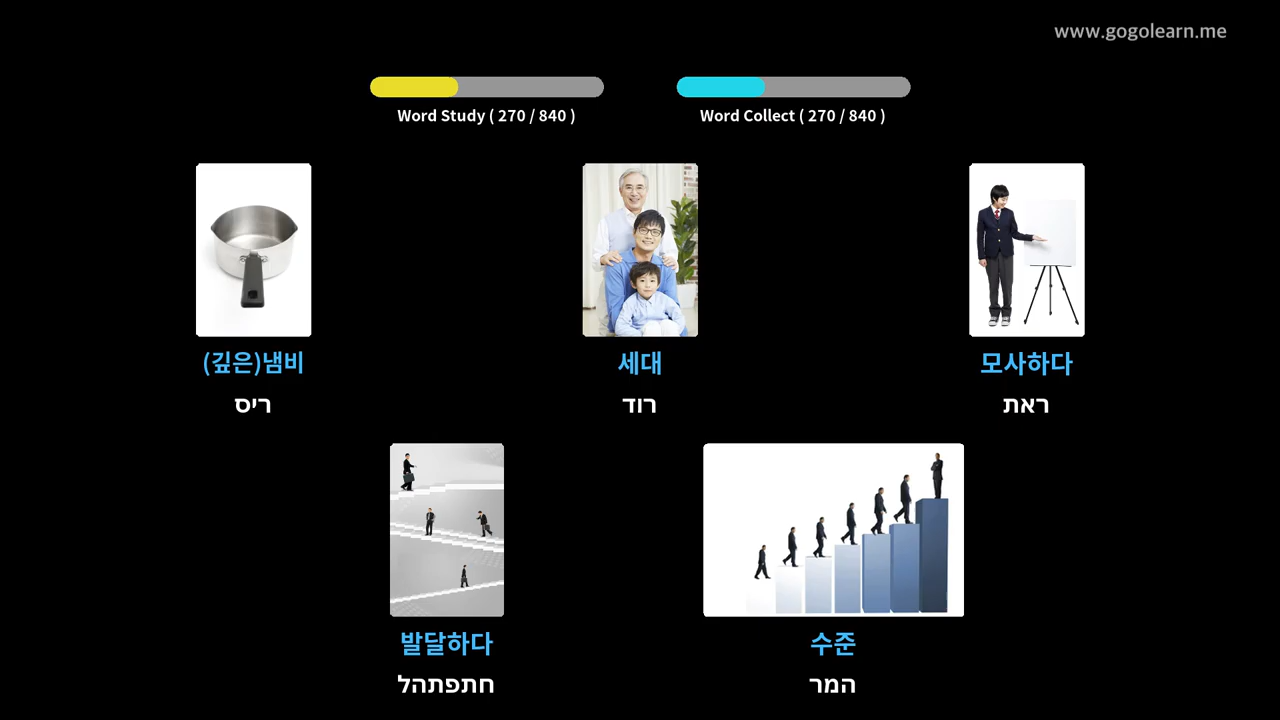 www.gogolearn.me
Word Study ( 270 / 840 )
Word Collect ( 270 / 840 )
(깊은)냄비
ריס
세대
רוד
모사하다
ראת
발달하다
חתפתהל
수준
המר